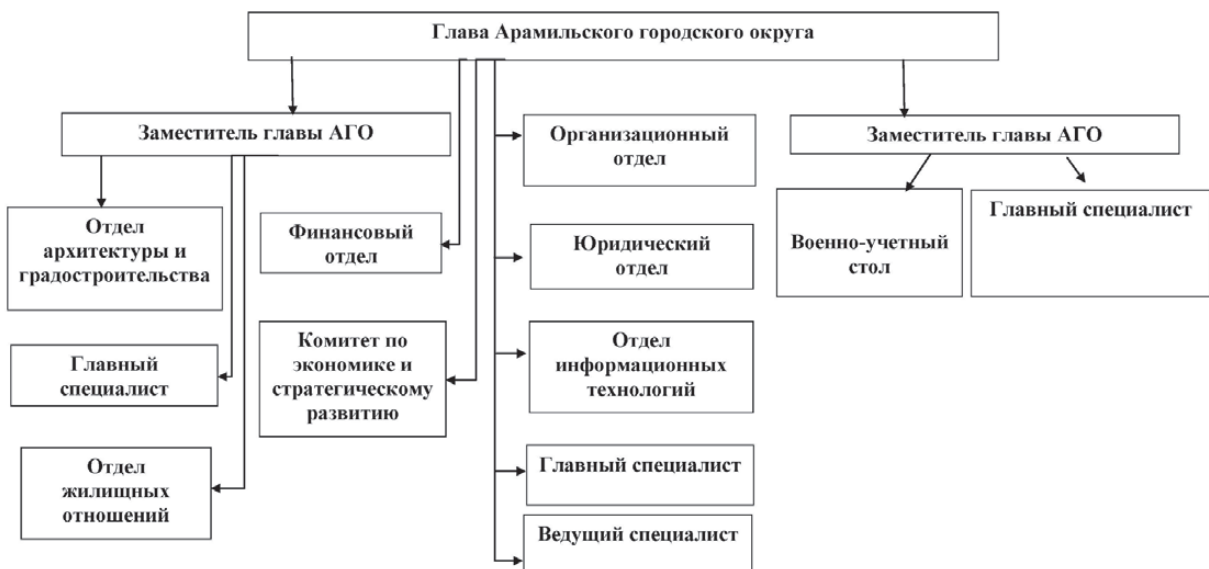 Глава Арамильского городского округа
Заместитель главы АГО
Отдел
архитектуры и
градостроительства
Главный
специалист
Отдел
жилищных
отношений
Финансовый
отдел
Комитет по
экономике и
стратегическому
развитию
Организационный
отдел
Юридический
отдел
Отдел
информационных
технологий
Главный специалист
Ведущий специалист
Заместитель главы АГО
Военно-учетный
стол
Главный специалист